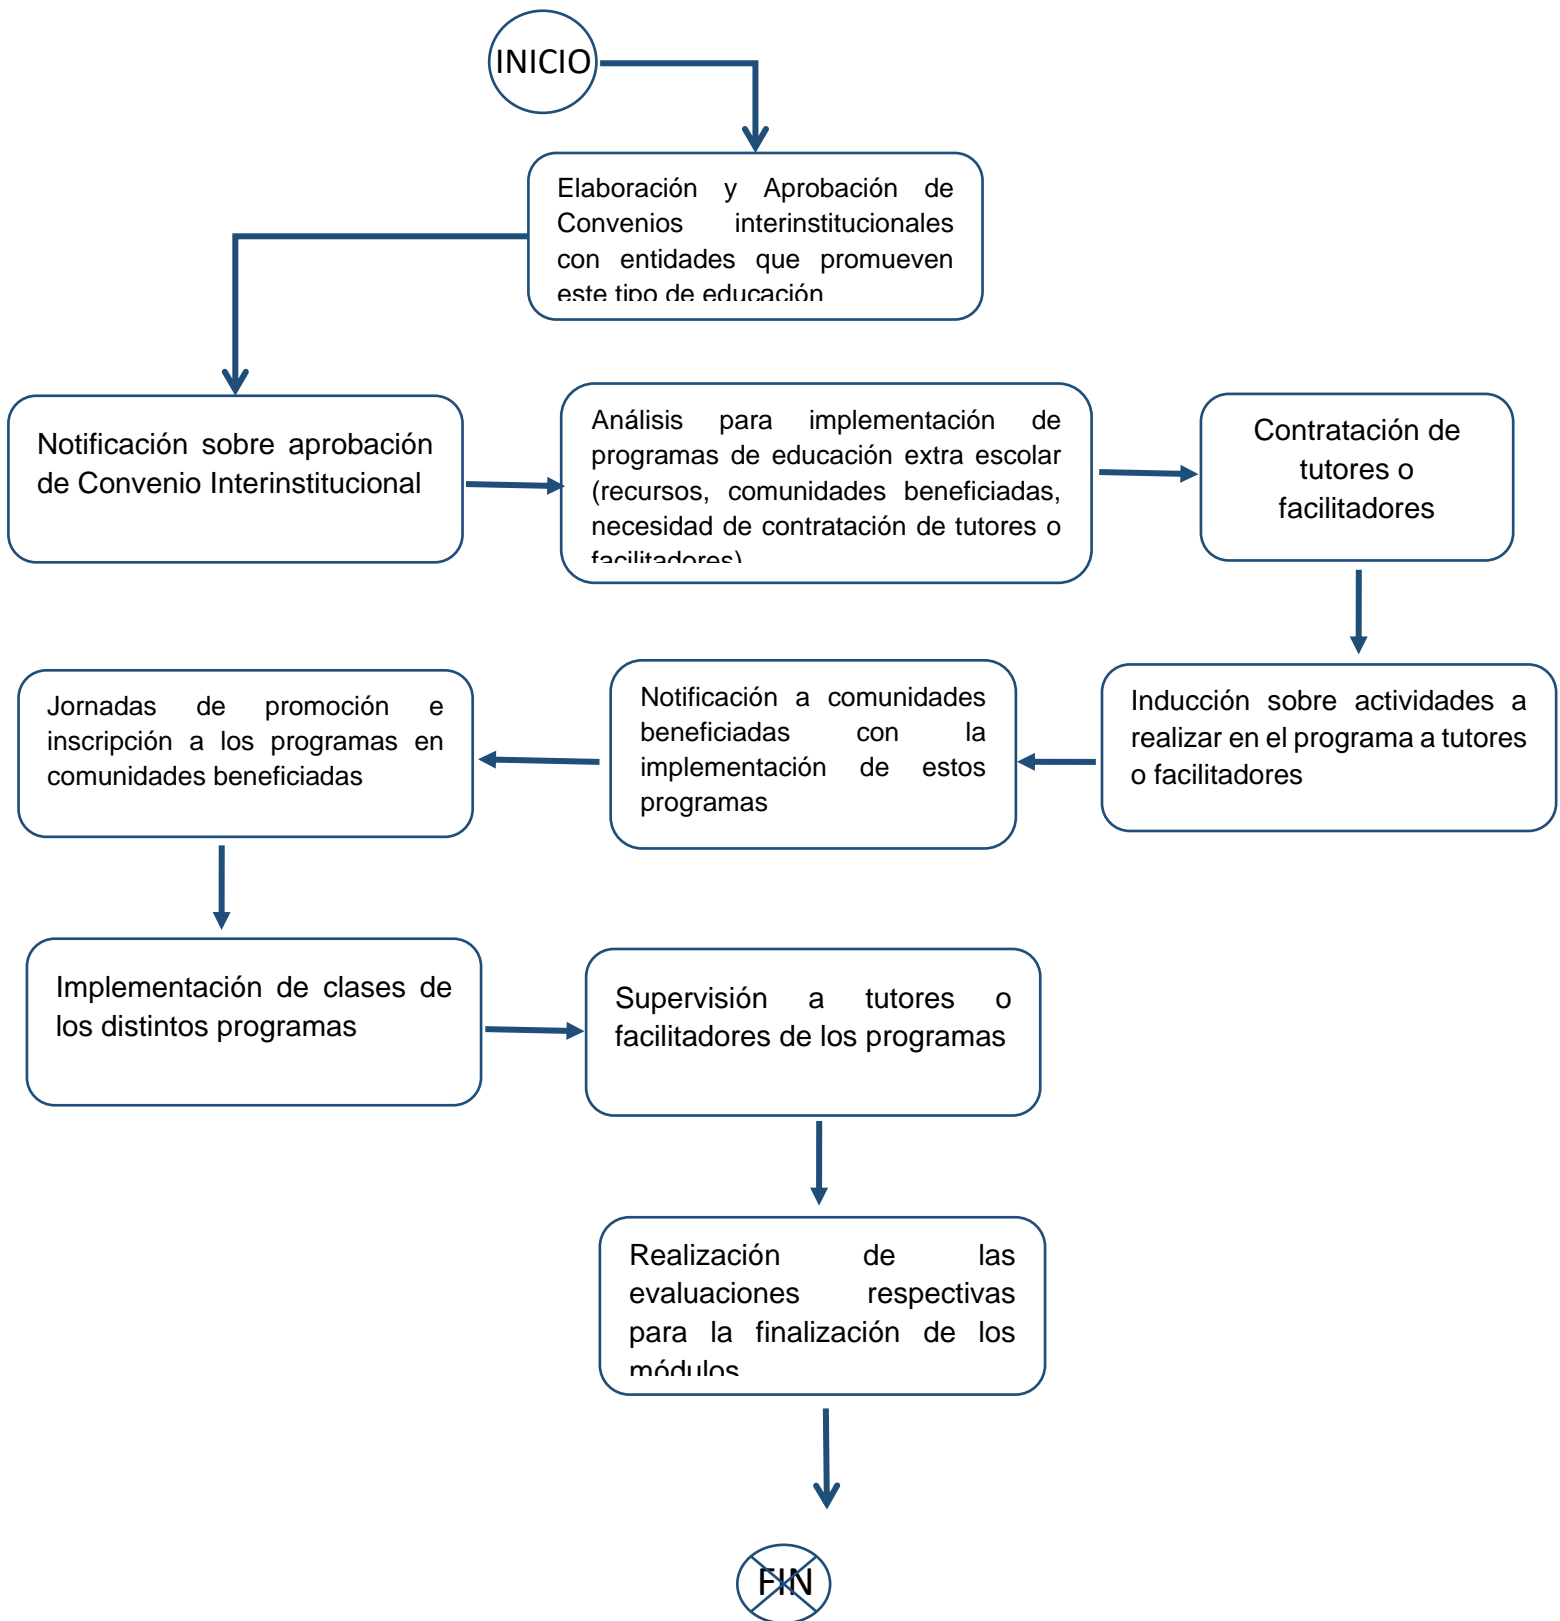 INICIO
Elaboración y Aprobación de
Convenios interinstitucionales
con entidades que promueven
este tipo de educación
Notificación sobre aprobación
de Convenio Interinstitucional
Análisis para implementación de
programas de educación extra escolar
(recursos, comunidades beneficiadas,
necesidad de contratación de tutores o
facilitadores)
Contratación de
tutores o
facilitadores
Inducción sobre actividades a
realizar en el programa a tutores
o facilitadores
Notificación a comunidades
beneficiadas con la
implementación de estos
programas
Jornadas de promoción e
inscripción a los programas en
comunidades beneficiadas
Implementación de clases de
los distintos programas
Supervisión a tutores o
facilitadores de los programas
Realización de las
evaluaciones respectivas
para la finalización de los
módulos
FIN